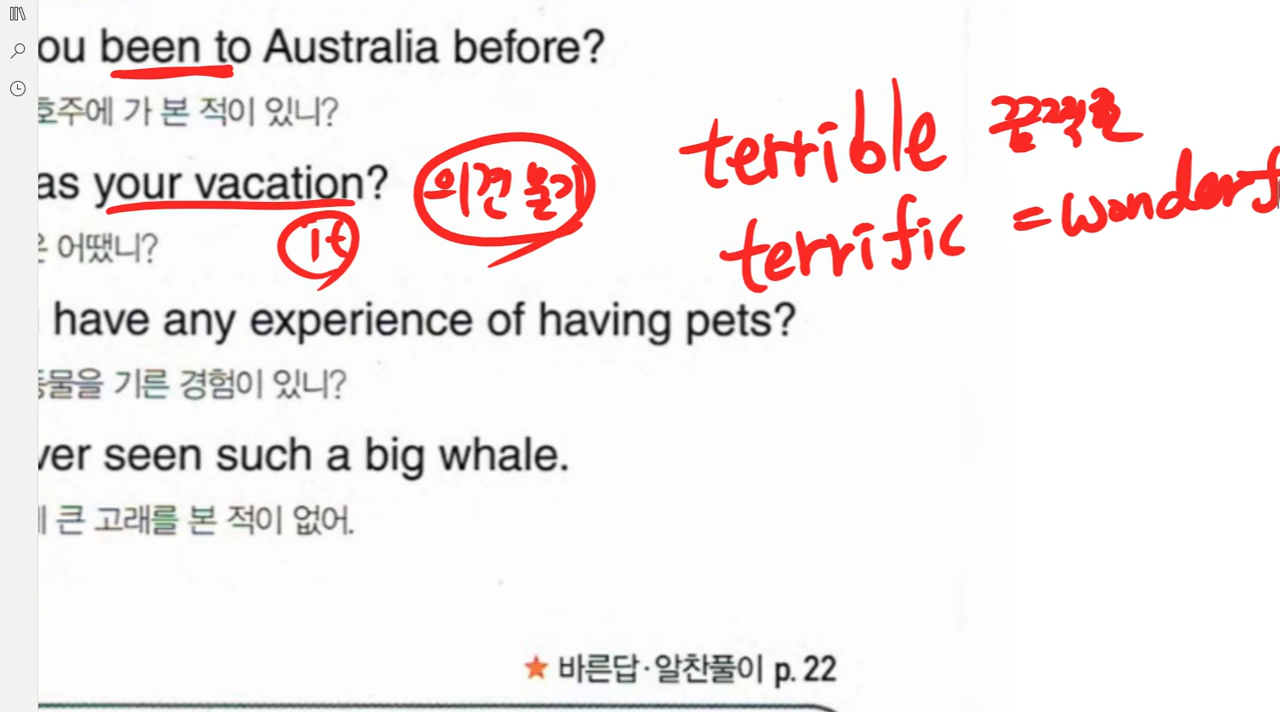 ou been to Australia before?
호주에 가 본 적이 있니?
terrible 끔찍한
as your vacation? 의견 묻기
terrific = wonderf
은 어땠니? it
have any experience of having pets?
동물을 기른 경험이 있니?
ver seen such a big whale.
큰 고래를 본 적이 없어.
★ 바른답·알찬풀이 p. 22